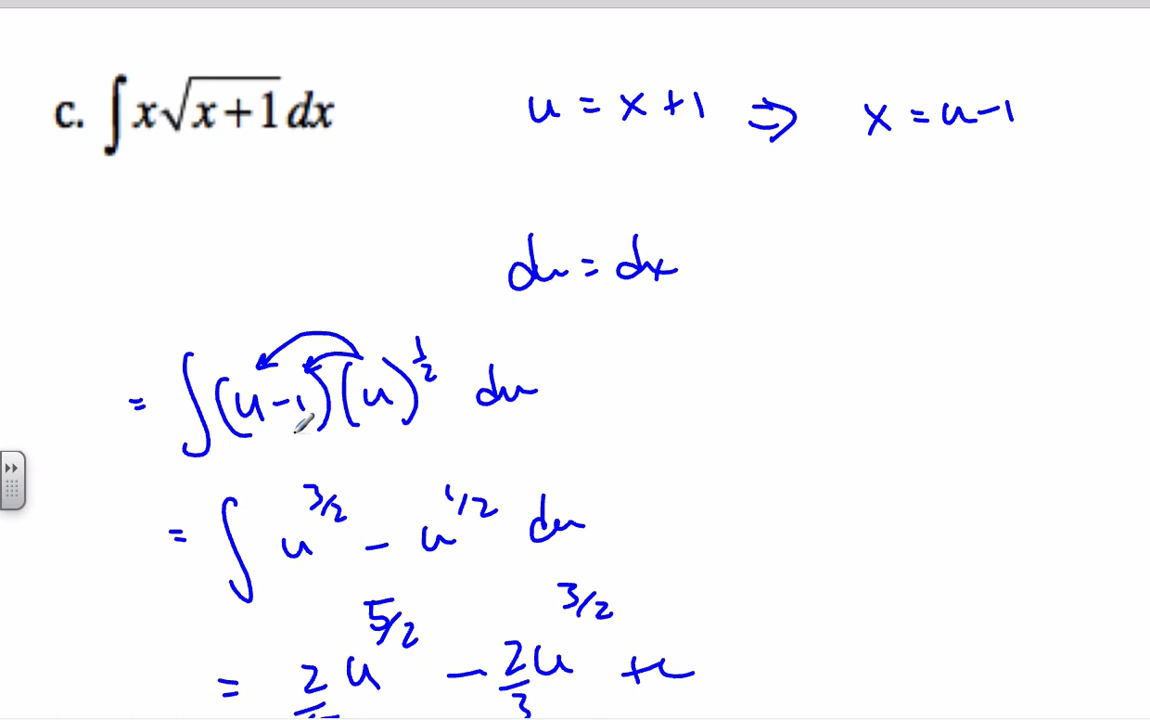 c. ∫x√(x+1) dx    u = x + 1 ⇒ x = u - 1
du = dx
= ∫(u - 1)(u)^(1/2) du
= ∫ u^(3/2) - u^(1/2) du
= 2 u^(5/2) - 2/3 u^(3/2) + c